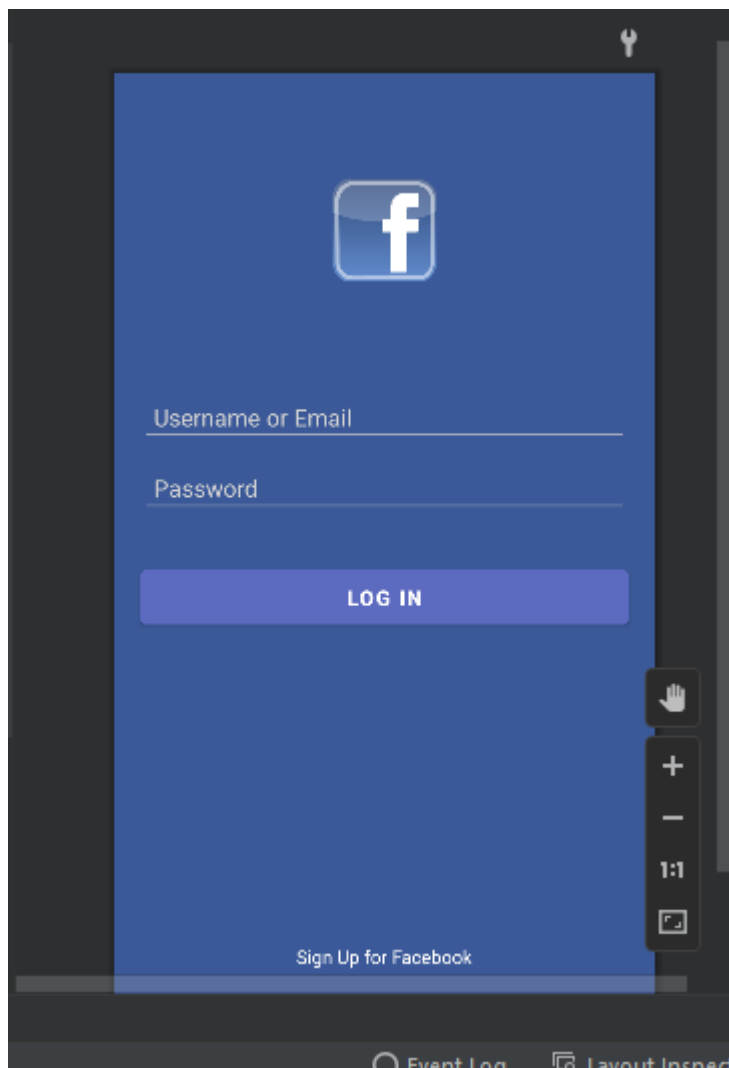 f
Username or Email
Password
LOG IN
1:1
Sign Up for Facebook
Event Log
Layout Inspec